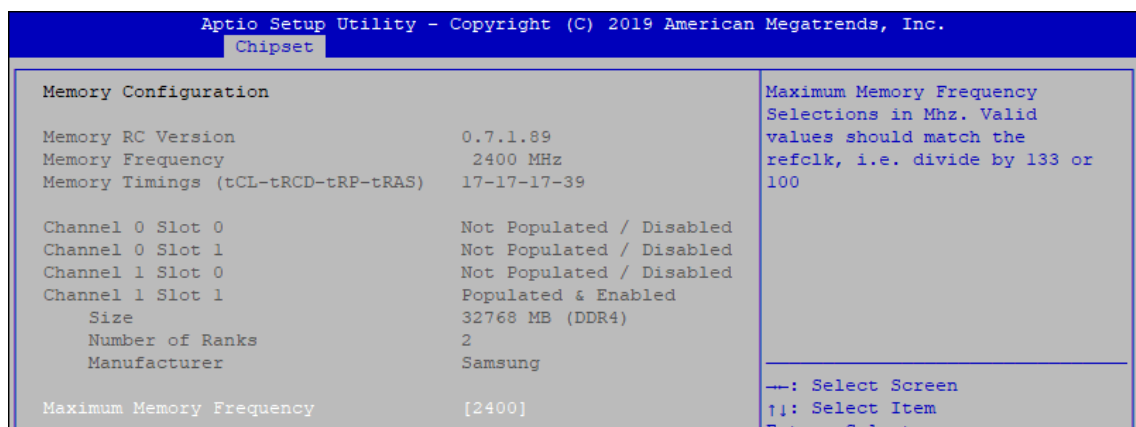 Aptio Setup Utility - Copyright (C) 2019 American Megatrends, Inc.
Chipset
Memory Configuration
Memory RC Version 0.7.1.89
Memory Frequency 2400 MHz
Memory Timings (tCL-tRCD-tRP-tRAS) 17-17-17-39
Channel 0 Slot 0 Not Populated / Disabled
Channel 0 Slot 1 Not Populated / Disabled
Channel 1 Slot 0 Not Populated / Disabled
Channel 1 Slot 1 Populated & Enabled
Size 32768 MB (DDR4)
Number of Ranks 2
Manufacturer Samsung
Maximum Memory Frequency [2400]
Maximum Memory Frequency
Selections in Mhz. Valid
values should match the
refclk, i.e. divide by 133 or
100
→←: Select Screen
↑↓: Select Item